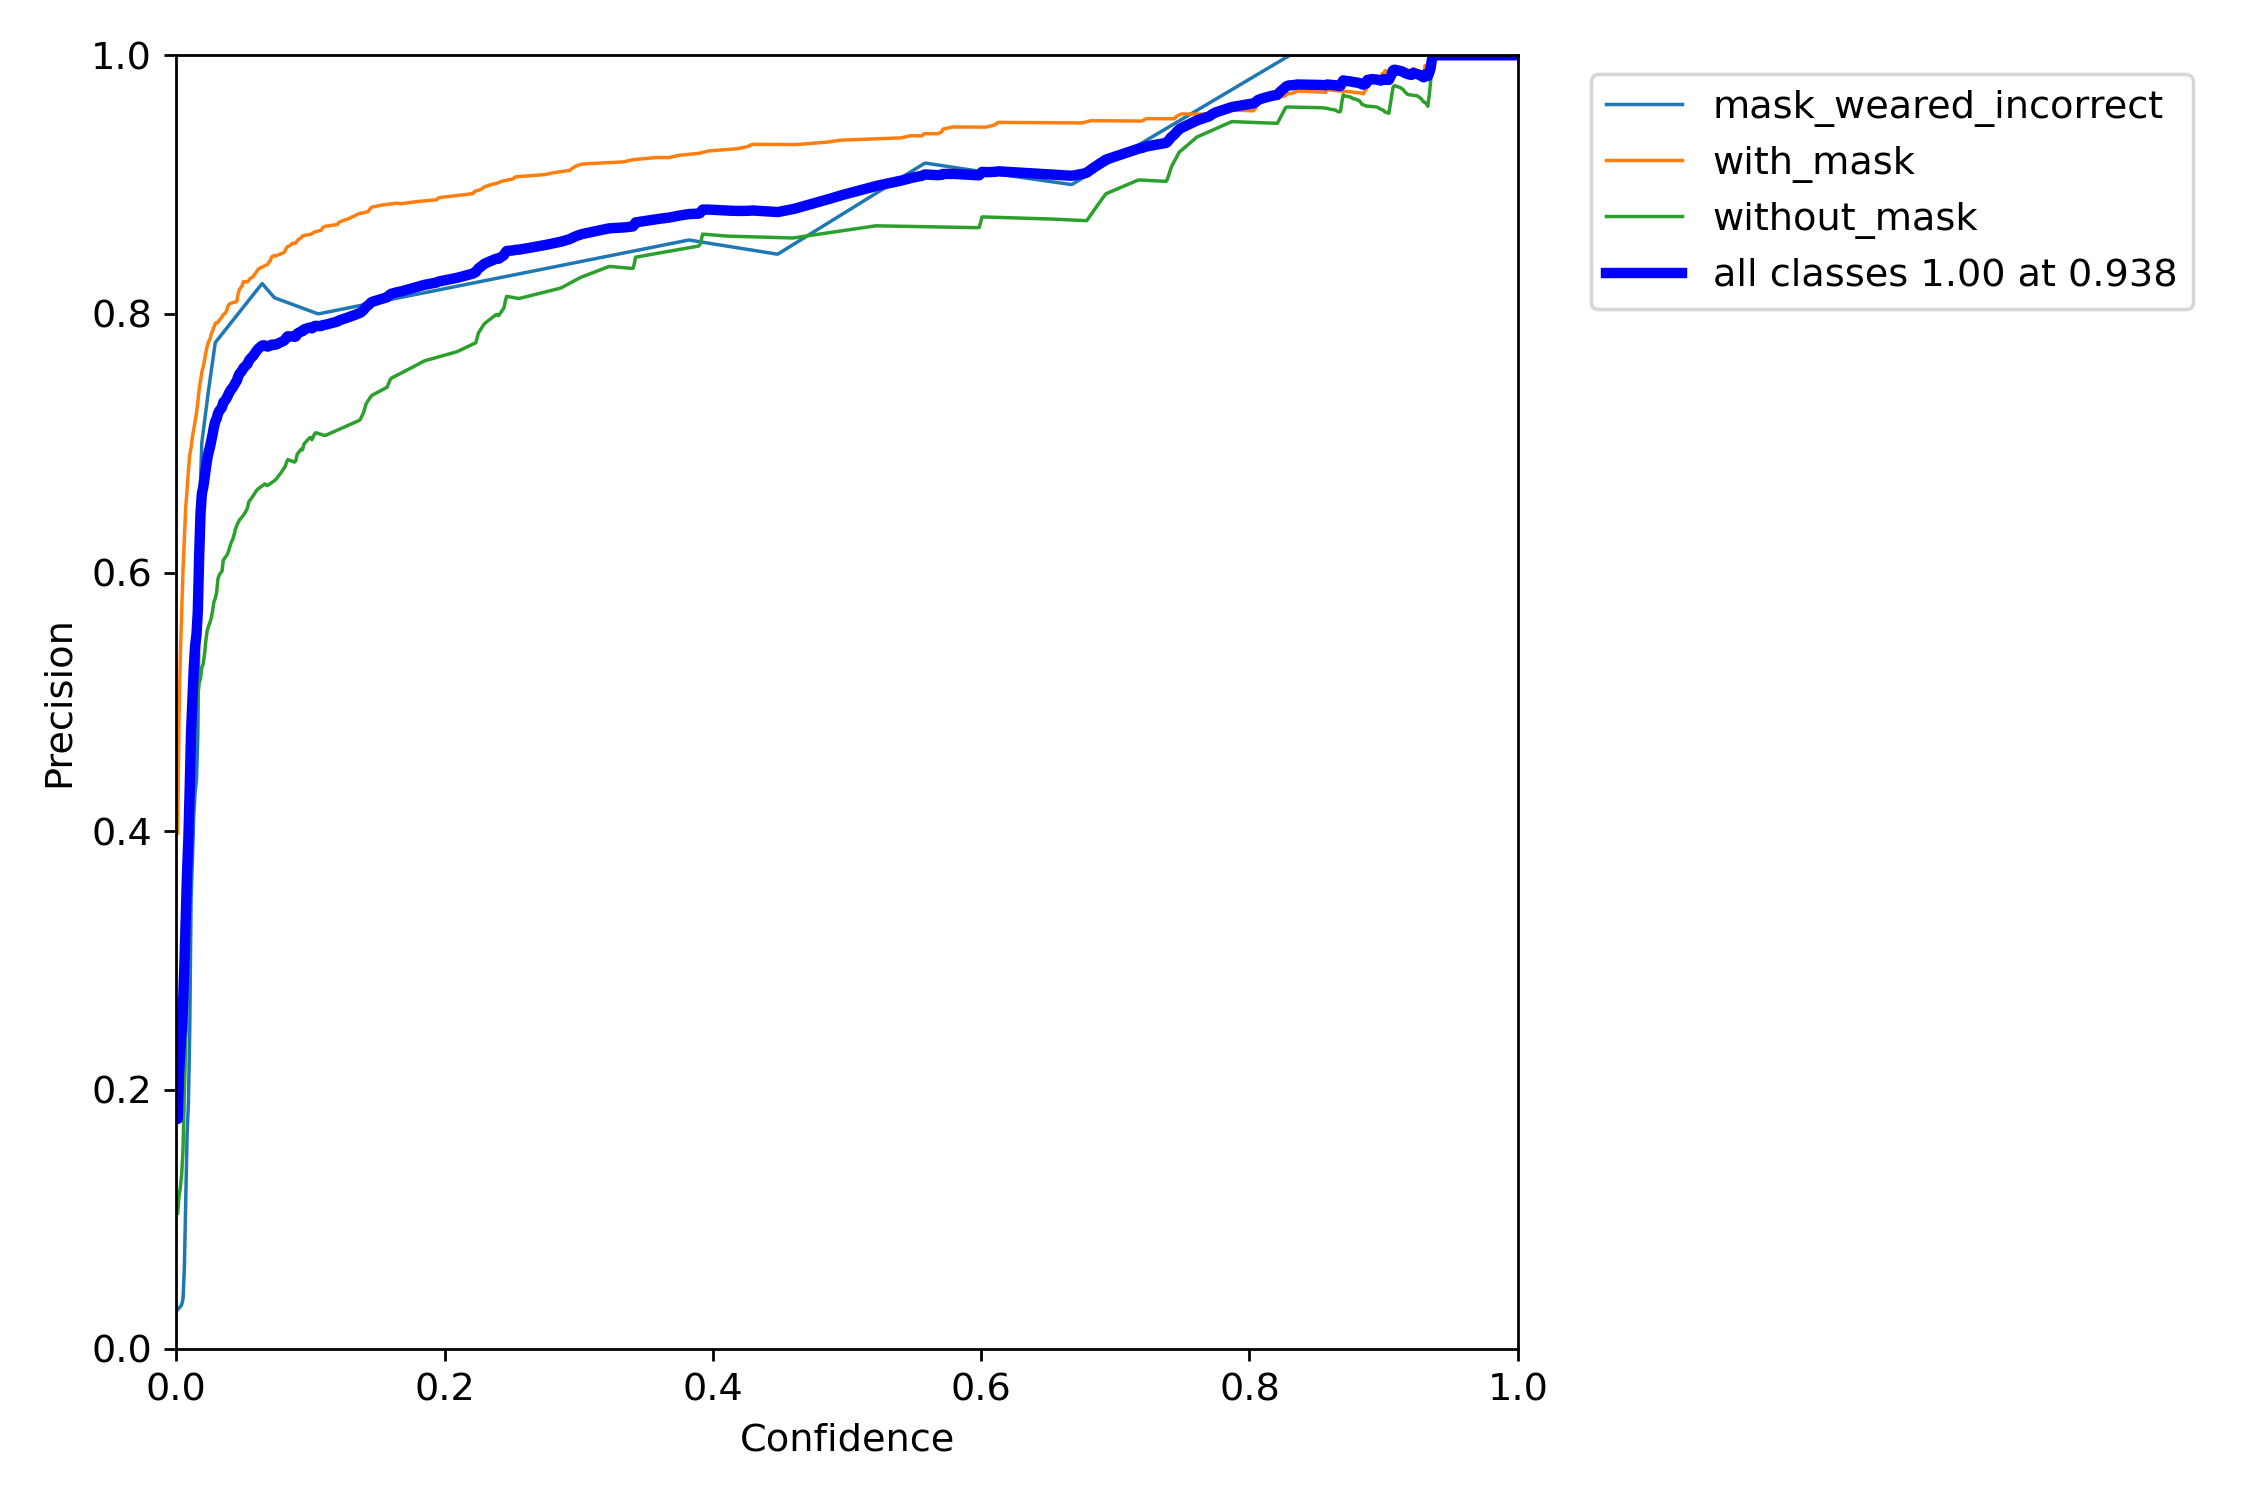 1.0
0.8
0.6
0.4
0.2
0.0
Precision
0.0 0.2 0.4 0.6 0.8 1.0
Confidence
mask_weared_incorrect
with_mask
without_mask
all classes 1.00 at 0.938